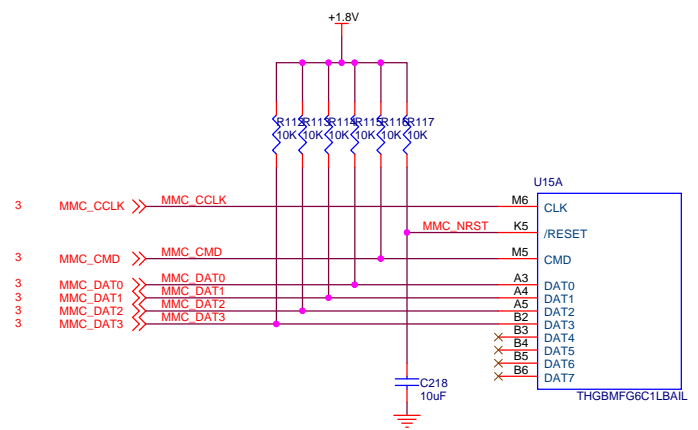 +1.8V
R112 R113 R114 R115 R116 R117
10K 10K 10K 10K 10K 10K
U15A
3 MMC_CCLK MMC_CCLK M6 CLK
MMC_NRST K5 /RESET
3 MMC_CMD MMC_CMD M5 CMD
3 MMC_DAT0 MMC_DAT0 A3 DAT0
3 MMC_DAT1 MMC_DAT1 A4 DAT1
3 MMC_DAT2 MMC_DAT2 A5 DAT2
3 MMC_DAT3 MMC_DAT3 B2 DAT3
B3 DAT4
B4 DAT5
B5 DAT6
B6 DAT7
C218
10uF
THGBMFG6C1LBAIL